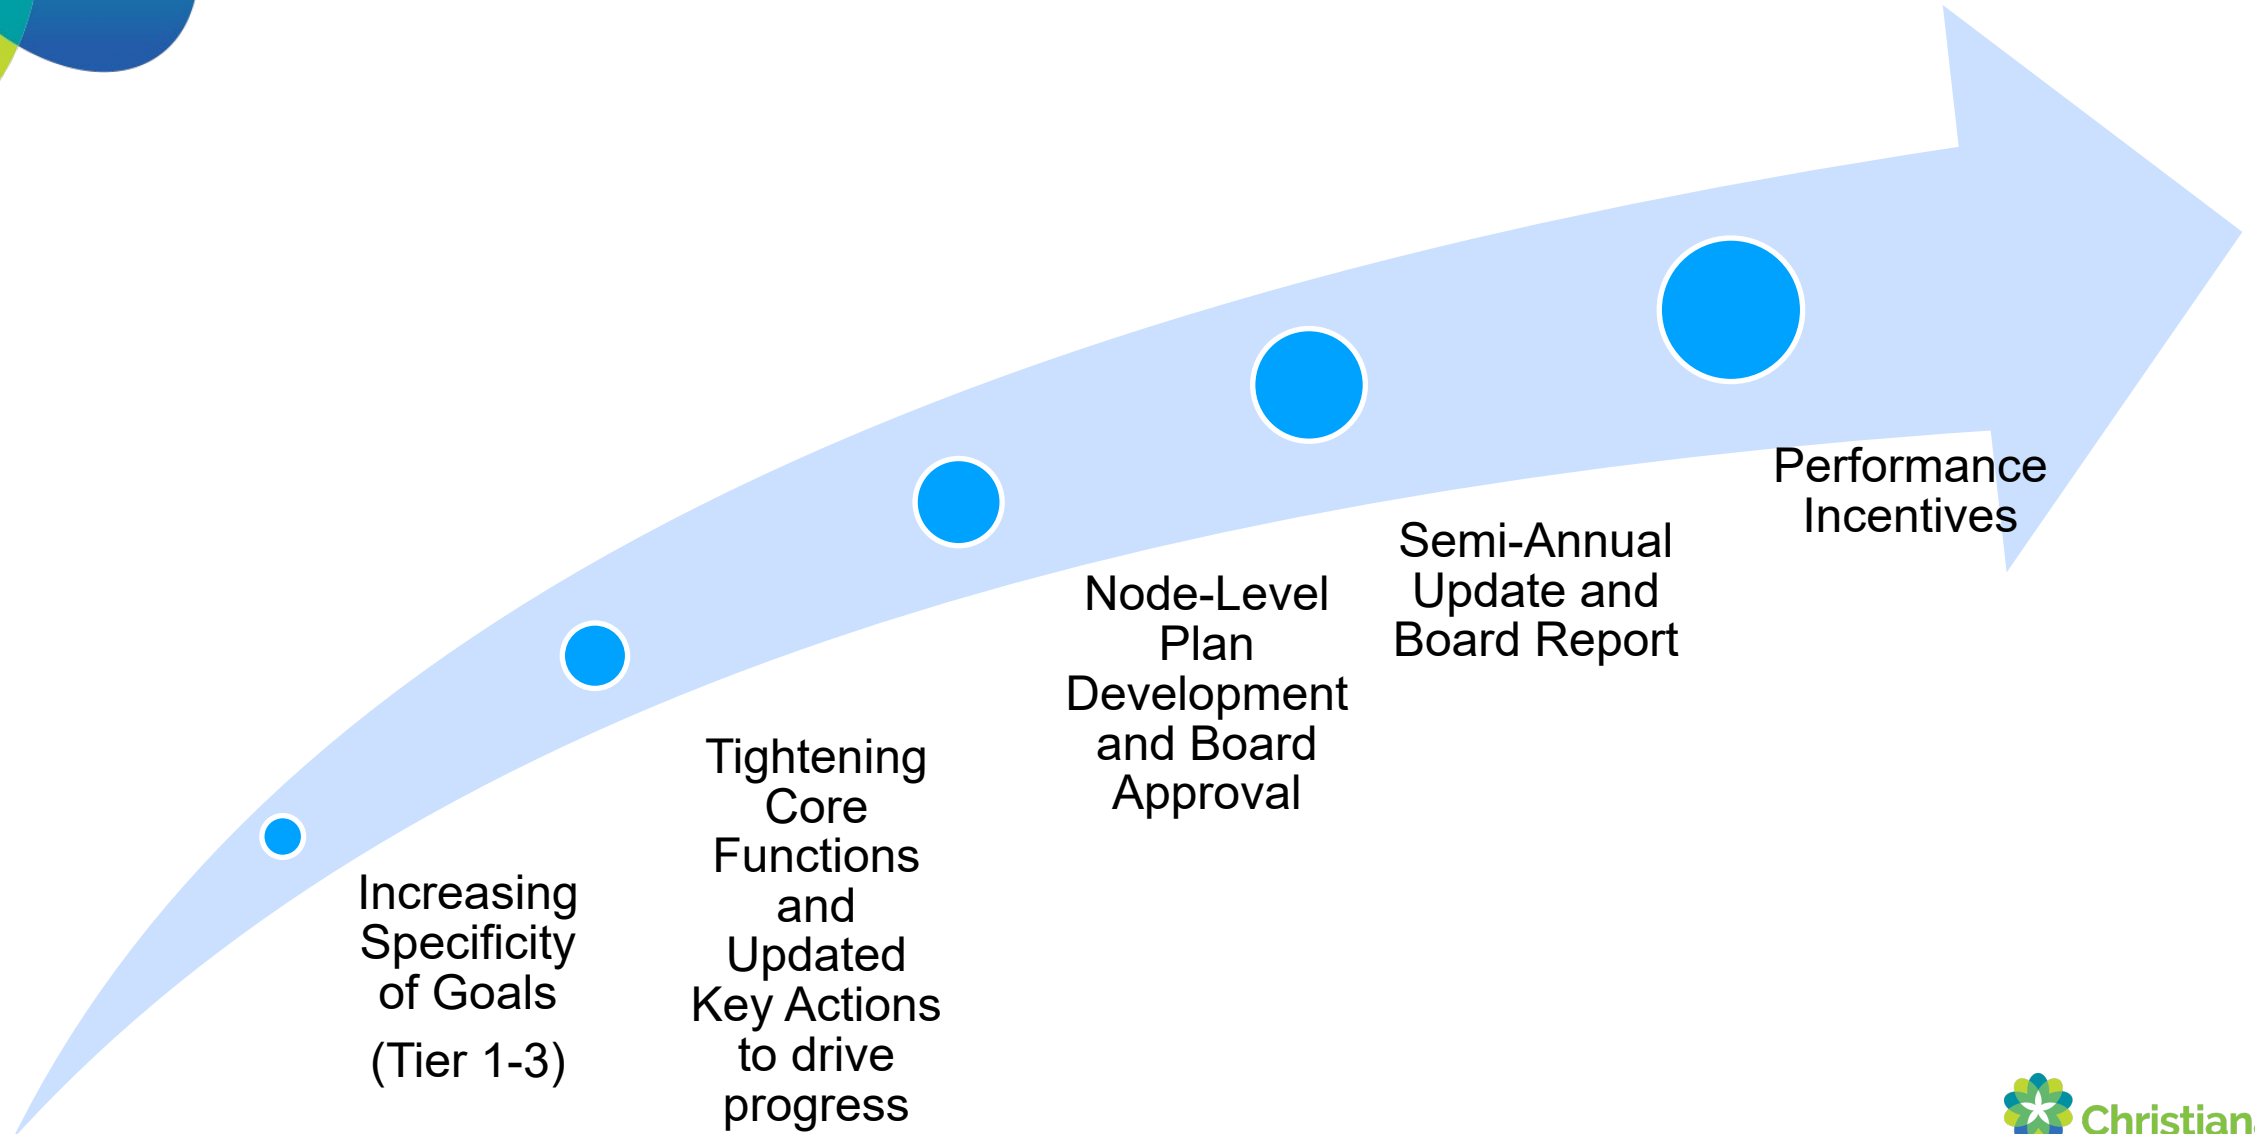 Increasing
Specificity
of Goals
(Tier 1-3)
Tightening
Core
Functions
and
Updated
Key Actions
to drive
progress
Node-Level
Plan
Development
and Board
Approval
Semi-Annual
Update and
Board Report
Performance
Incentives